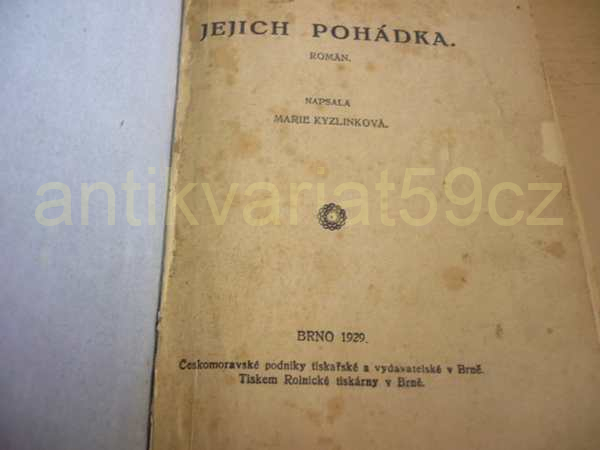 JEJICH POHÁDKA.
ROMÁN.
NAPSALA
MARIE KYZLINKOVÁ.
antikvariat59cz
BRNO 1929.
Českomoravské podniky tiskařské a vydavatelské v Brně.
Tiskem Rolnické tiskárny v Brně.